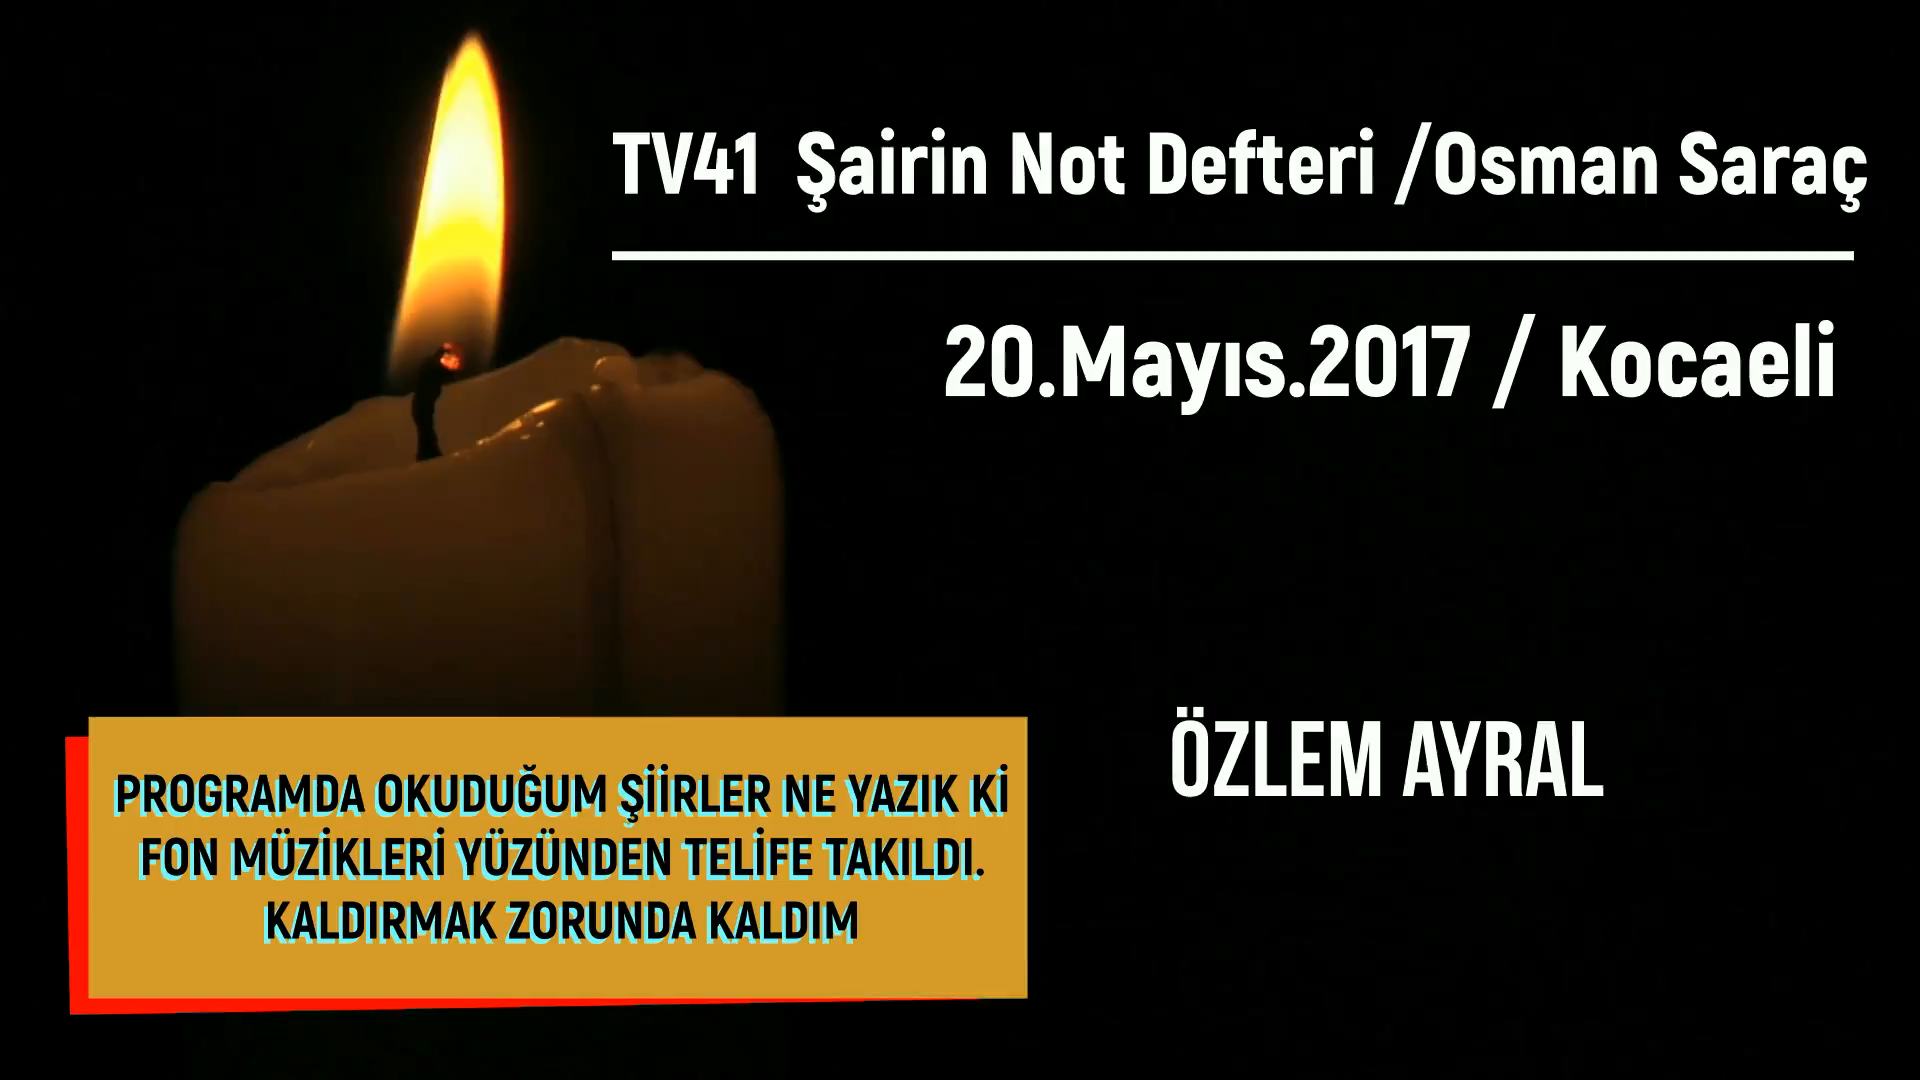 TV41 Şairin Not Defteri /Osman Saraç
20.Mayıs.2017 / Kocaeli
ÖZLEM AYRAL
PROGRAMDA OKUDUĞUM ŞİİRLER NE YAZIK Kİ
FON MÜZİKLERİ YÜZÜNDEN TELİFE TAKILDI.
KALDIRMAK ZORUNDA KALDIM